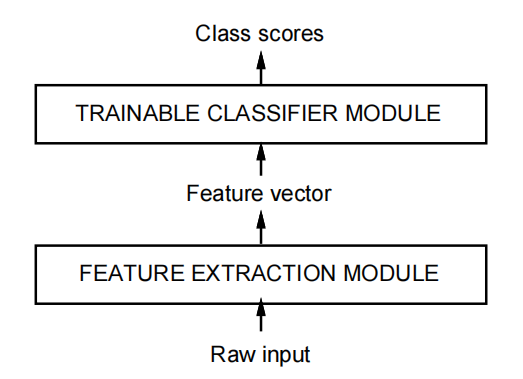 Class scores
TRAINABLE CLASSIFIER MODULE
Feature vector
FEATURE EXTRACTION MODULE
Raw input